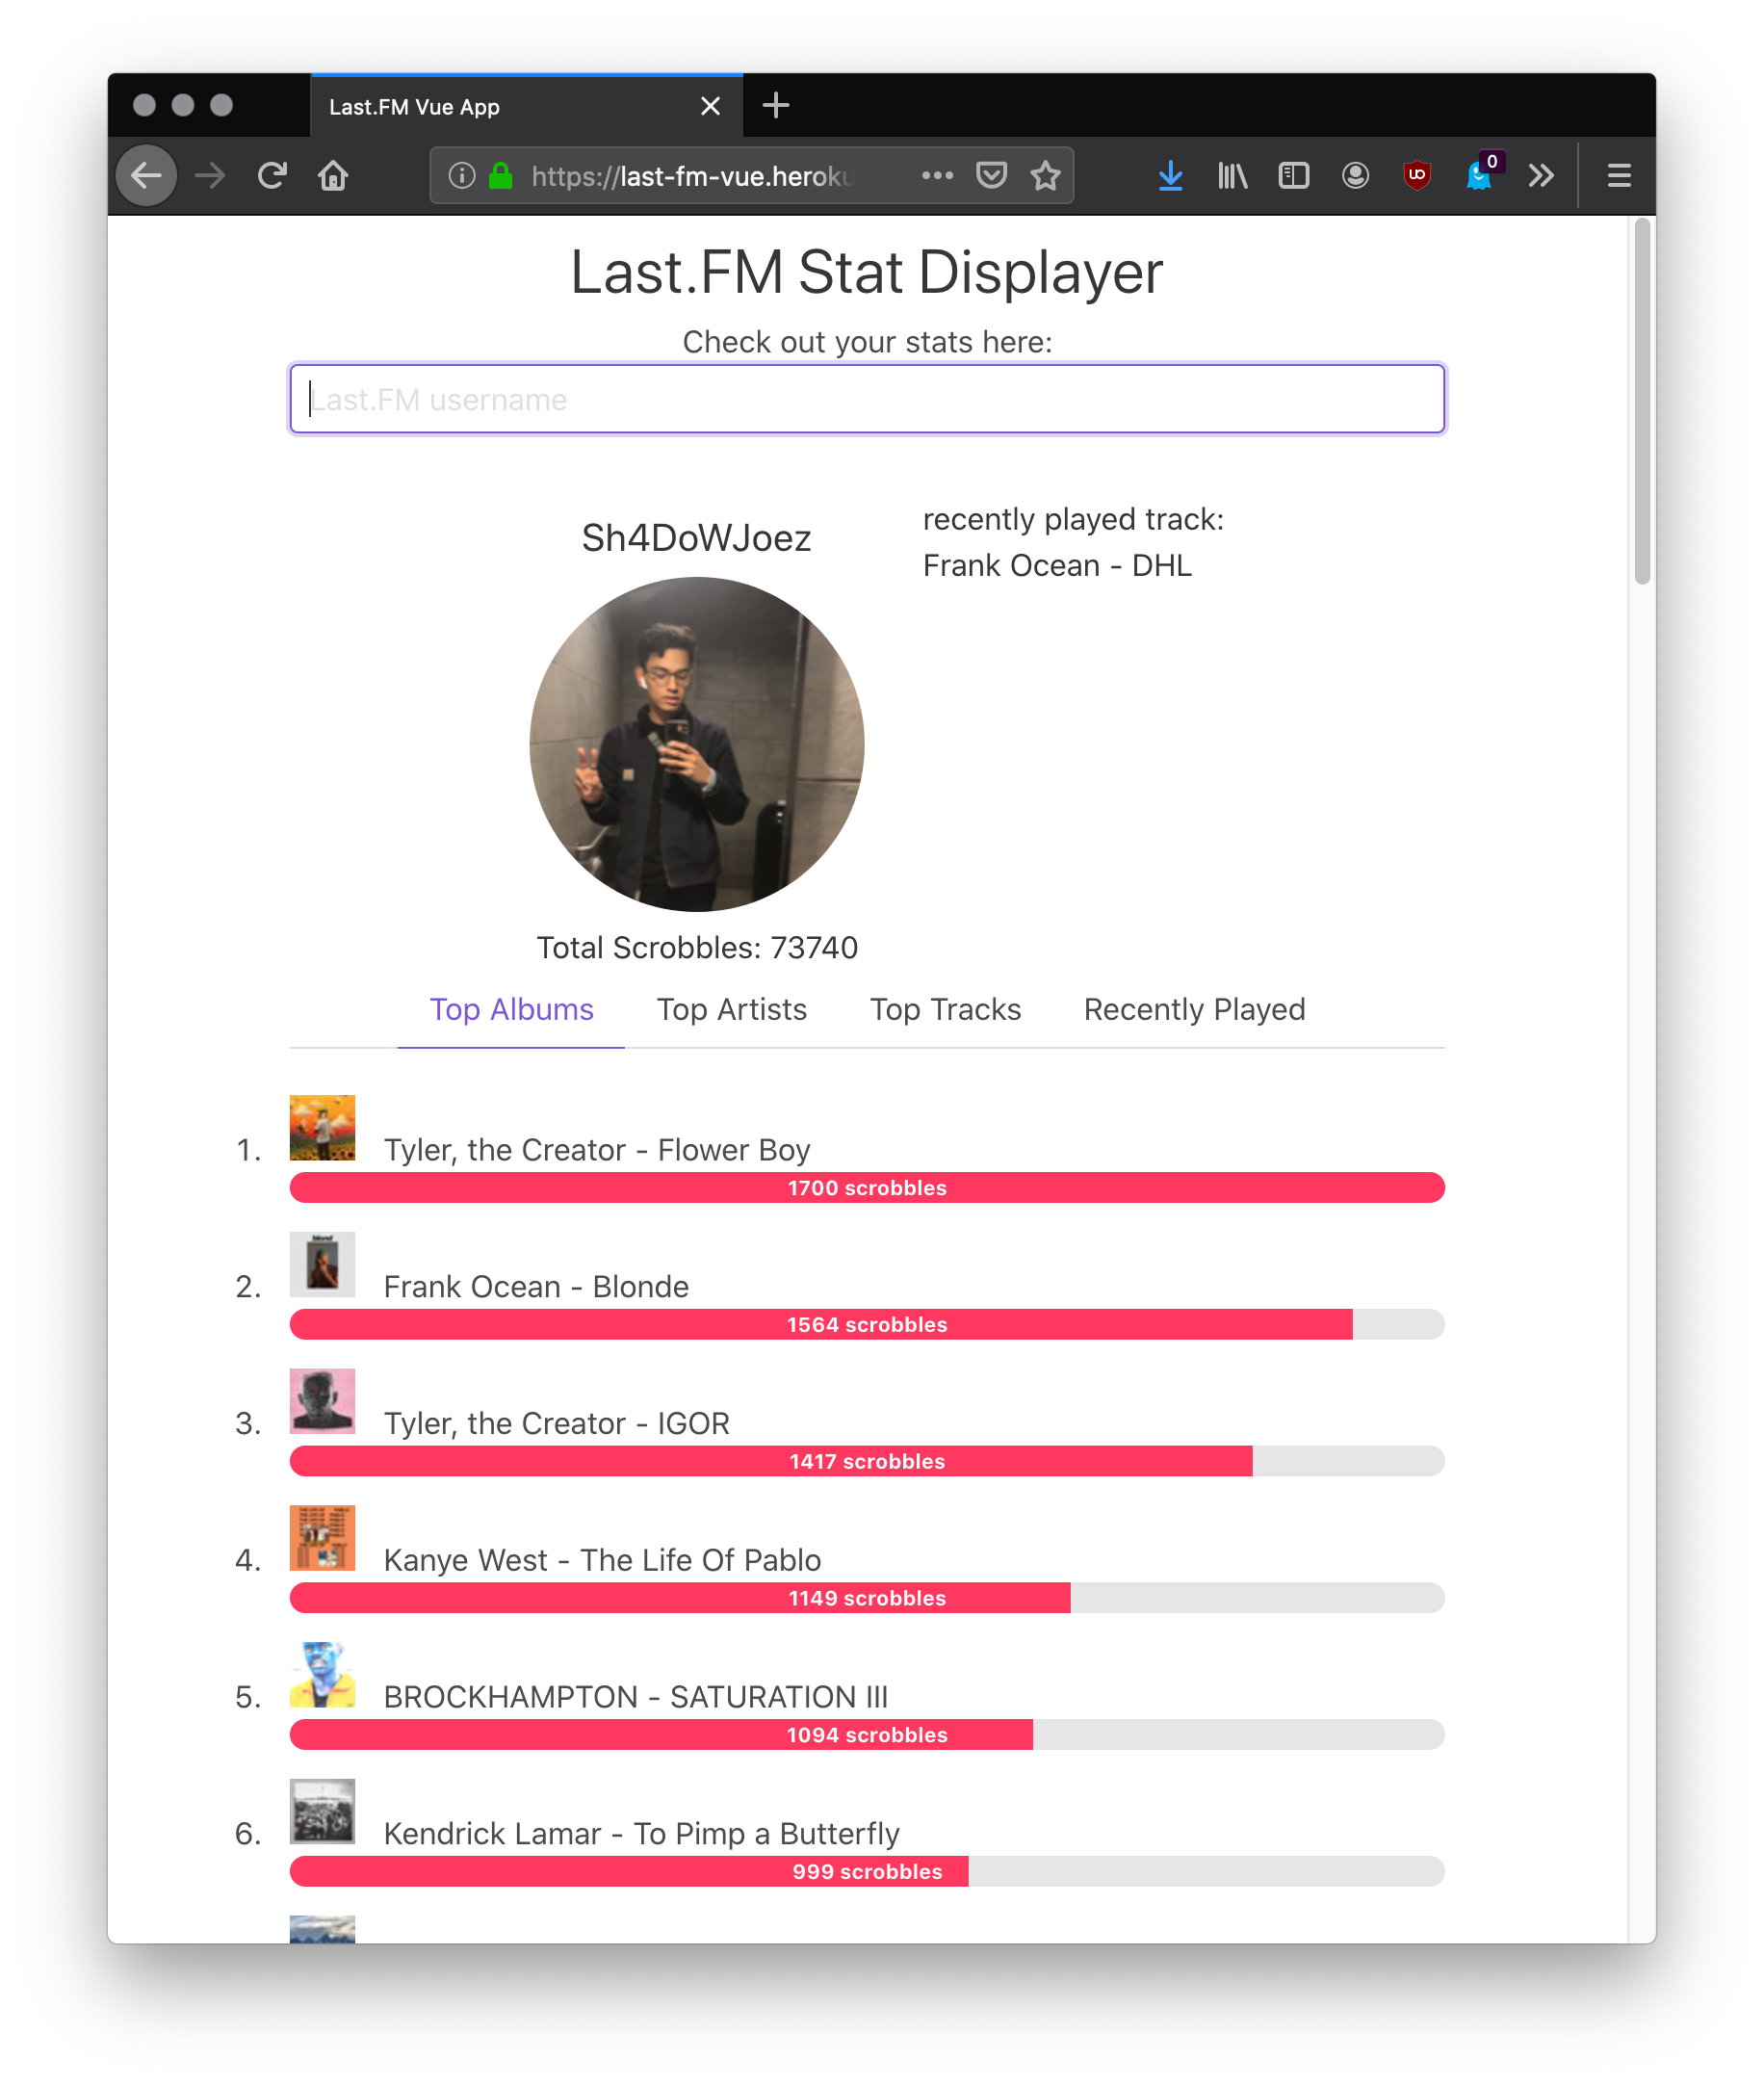 Last.FM Vue App
https://last-fm-vue.heroku
0
Last.FM Stat Displayer
Check out your stats here:
Last.FM username
Sh4DoWJoez
recently played track:
Frank Ocean - DHL
Total Scrobbles: 73740
Top Albums Top Artists Top Tracks Recently Played
1. Tyler, the Creator - Flower Boy
1700 scrobbles
2. Frank Ocean - Blonde
1564 scrobbles
3. Tyler, the Creator - IGOR
1417 scrobbles
4. Kanye West - The Life Of Pablo
1149 scrobbles
5. BROCKHAMPTON - SATURATION III
1094 scrobbles
6. Kendrick Lamar - To Pimp a Butterfly
999 scrobbles